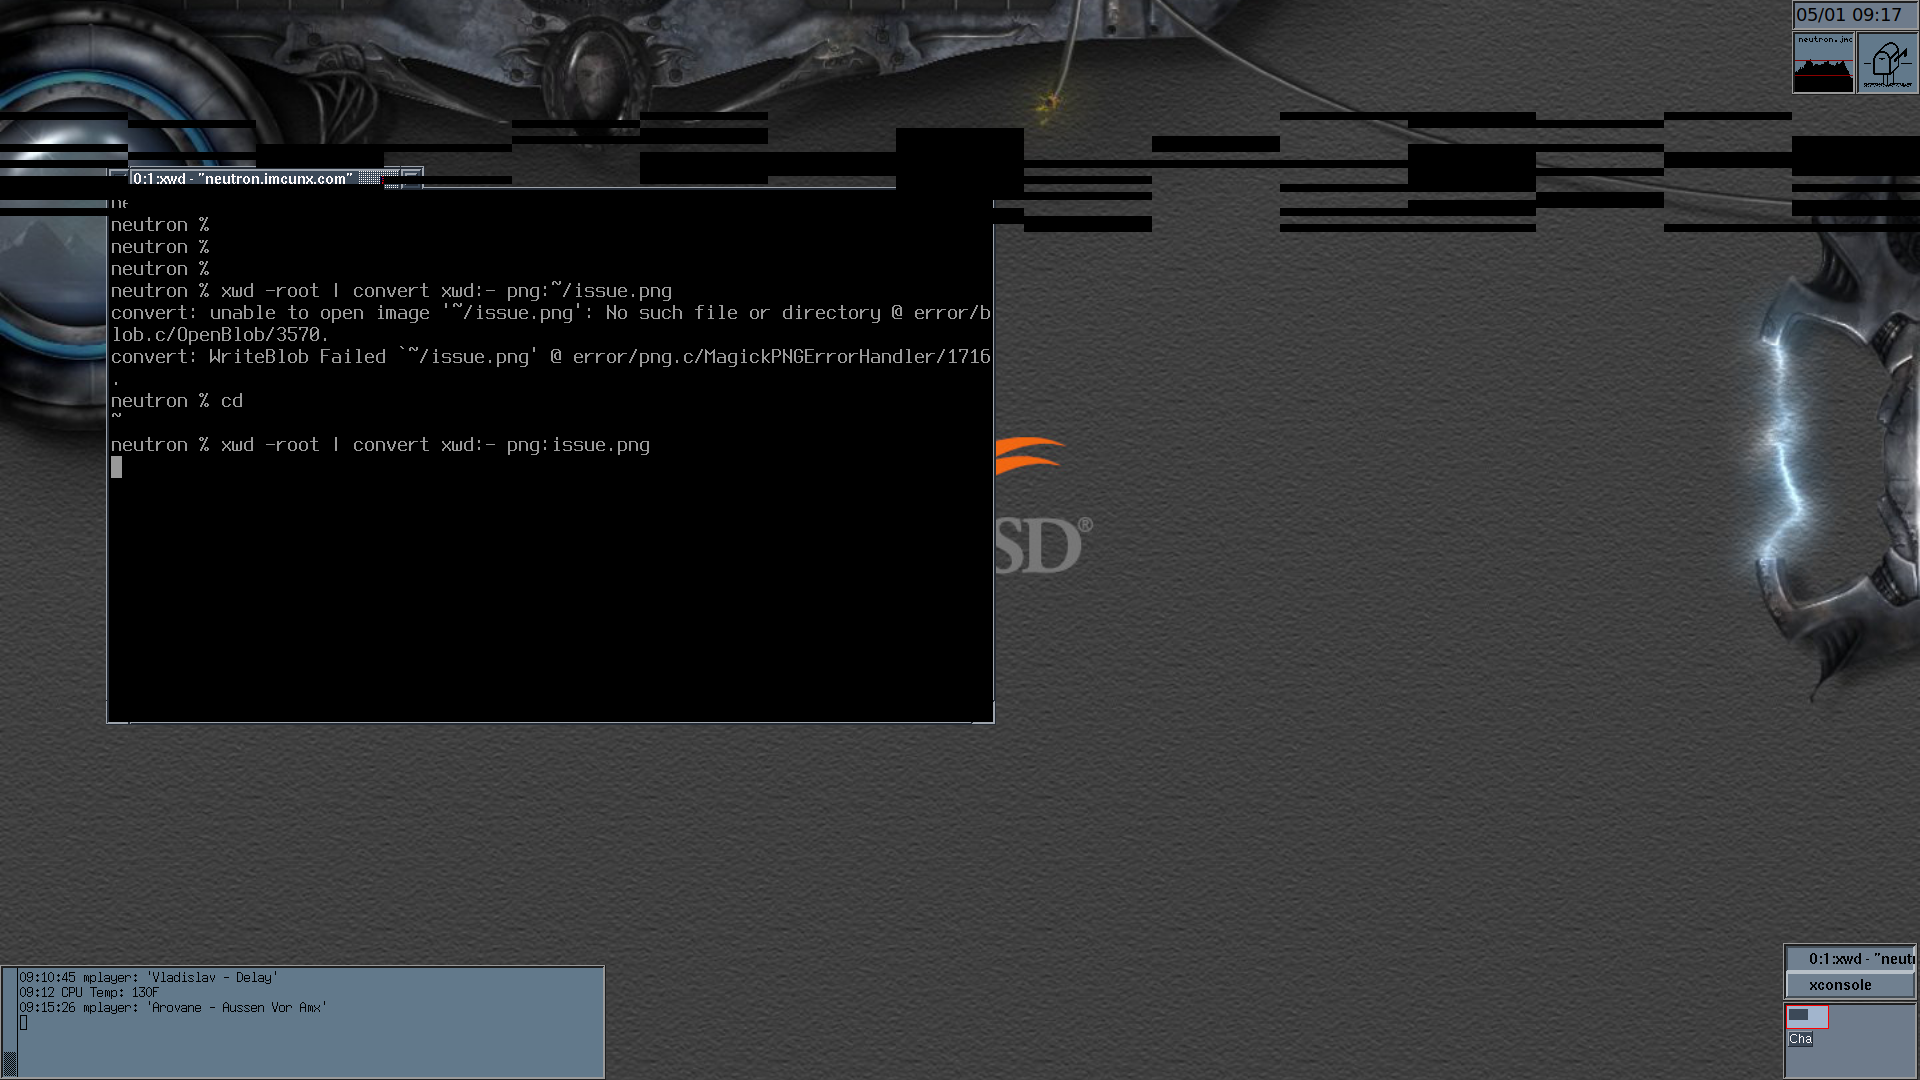 05/01 09:17
neutron.jmc
0:1:xwd - "neutron.imcunx.com"
neutron %
neutron %
neutron %
neutron % xwd -root | convert xwd:- png:~/issue.png
convert: unable to open image '~/issue.png': No such file or directory @ error/b
lob.c/OpenBlob/3570.
convert: WriteBlob Failed `~/issue.png' @ error/png.c/MagickPNGErrorHandler/1716
.
neutron % cd
~
neutron % xwd -root | convert xwd:- png:issue.png
SD®
09:10:45 mplayer: 'Vladislav - Delay'
09:12 CPU Temp: 130F
09:15:26 mplayer: 'Arovane - Aussen Vor Amx'
0:1:xwd - "neutr
xconsole
Cha